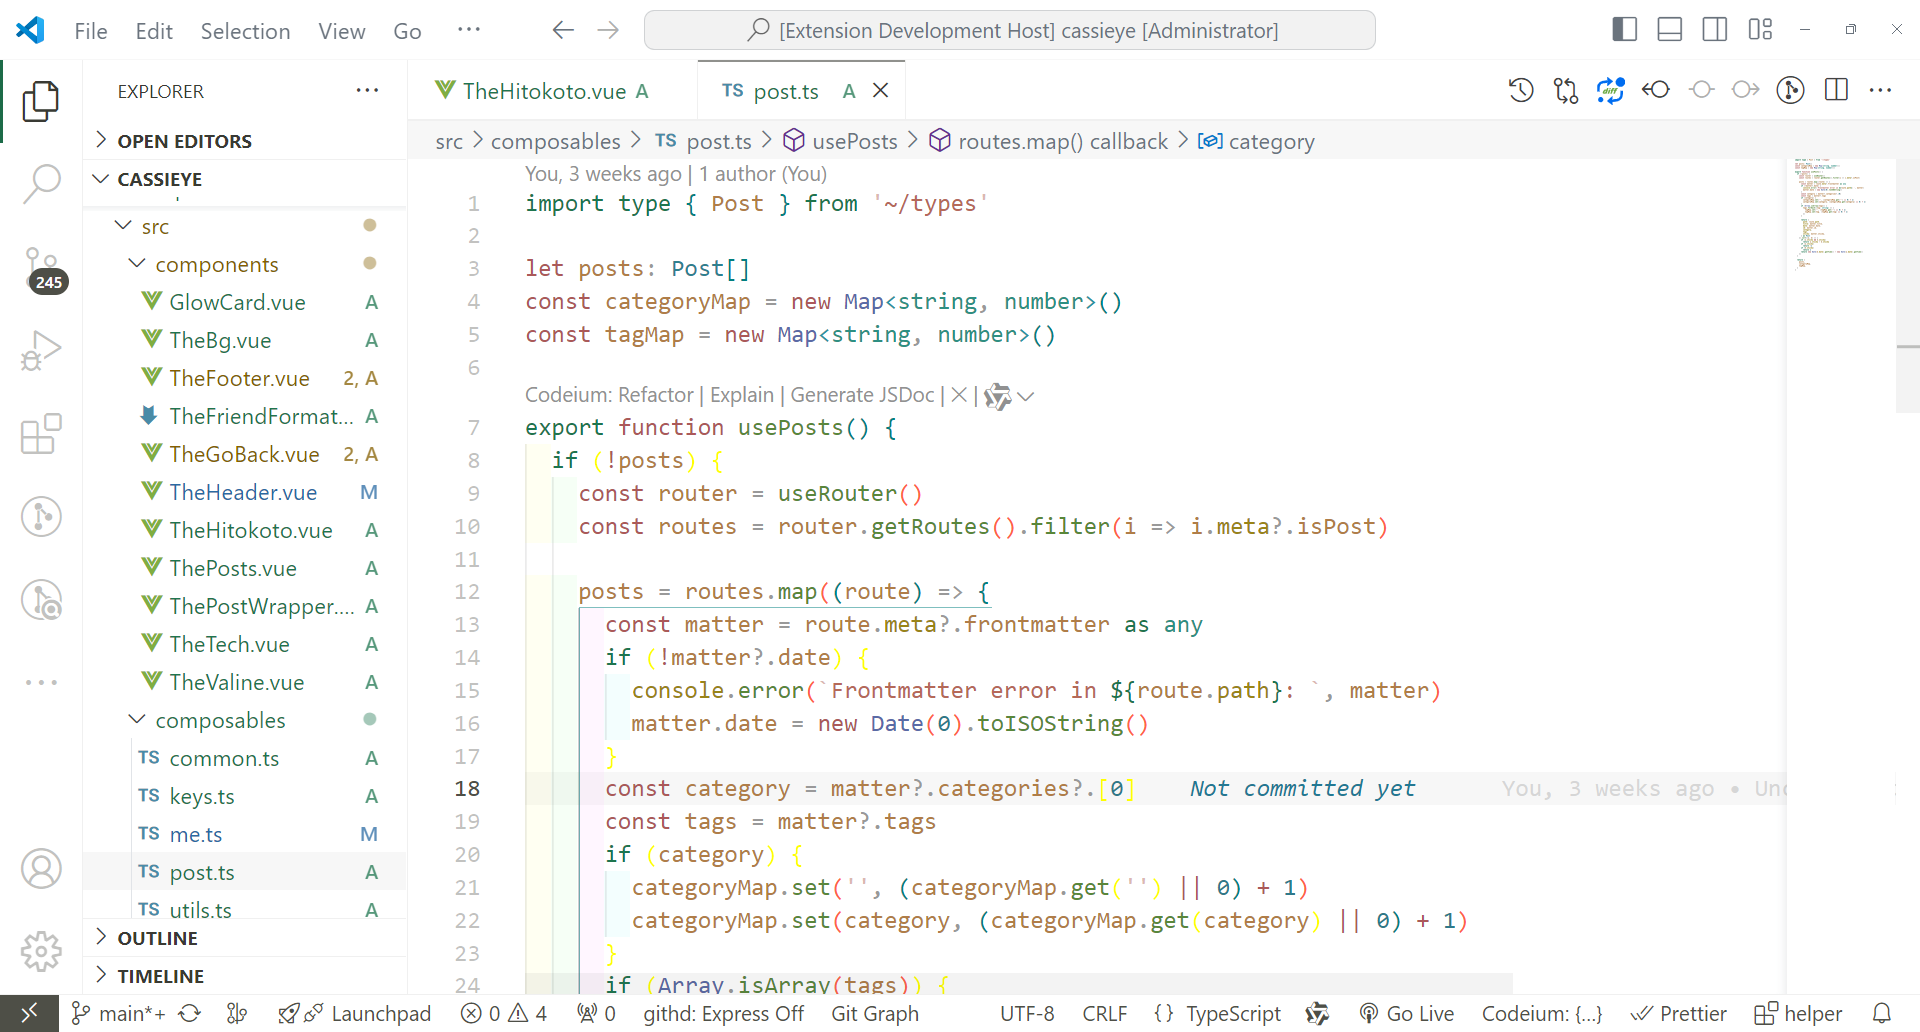 File Edit Selection View Go ··· [Extension Development Host] cassieye [Administrator]
EXPLORER ···
OPEN EDITORS
CASSIEYE
src
components
GlowCard.vue A
TheBg.vue A
TheFooter.vue 2, A
TheFriendFormat... A
TheGoBack.vue 2, A
TheHeader.vue M
TheHitokoto.vue A
ThePosts.vue A
ThePostWrapper.... A
TheTech.vue A
TheValine.vue A
composables
TS common.ts A
TS keys.ts A
TS me.ts M
TS post.ts A
TS utils.ts A
OUTLINE
TIMELINE
245
TheHitokoto.vue A TS post.ts A
diff
src > composables > TS post.ts > usePosts > routes.map() callback > category
You, 3 weeks ago | 1 author (You)
1 import type { Post } from '~/types'
2
3 let posts: Post[]
4 const categoryMap = new Map<string, number>()
5 const tagMap = new Map<string, number>()
6
Codeium: Refactor | Explain | Generate JSDoc | × |
7 export function usePosts() {
8 if (!posts) {
9 const router = useRouter()
10 const routes = router.getRoutes().filter(i => i.meta?.isPost)
11
12 posts = routes.map((route) => {
13 const matter = route.meta?.frontmatter as any
14 if (!matter?.date) {
15 console.error(`Frontmatter error in ${route.path}: `, matter)
16 matter.date = new Date(0).toISOString()
17 }
18 const category = matter?.categories?.[0] Not committed yet You, 3 weeks ago • Unc
19 const tags = matter?.tags
20 if (category) {
21 categoryMap.set('', (categoryMap.get('') || 0) + 1)
22 categoryMap.set(category, (categoryMap.get(category) || 0) + 1)
23 }
24 if (Array.isArray(tags)) {
main*+ Launchpad 0 4 0 githd: Express Off Git Graph UTF-8 CRLF {} TypeScript Go Live Codeium: {...} Prettier helper